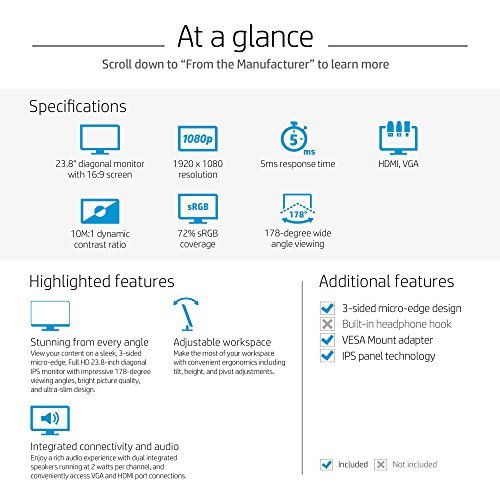 At a glance
Scroll down to “From the Manufacturer” to learn more
Specifications
23.8" diagonal monitor
with 16:9 screen
1080p
1920 x 1080
resolution
5-
ms
5ms response time
HDMI, VGA
10M:1 dynamic
contrast ratio
sRGB
72% sRGB
coverage
178°
178-degree wide
angle viewing
Highlighted features
Stunning from every angle
View your content on a sleek, 3-sided
micro-edge, Full HD 23.8-inch diagonal
IPS monitor with impressive 178-degree
viewing angles, bright picture quality,
and ultra-slim design.
Adjustable workspace
Make the most of your workspace
with convenient ergonomics including
tilt, height, and pivot adjustments.
Integrated connectivity and audio
Enjoy a rich audio experience with dual integrated
speakers running at 2 watts per channel, and
conveniently access VGA and HDMI port connections.
Additional features
3-sided micro-edge design
Built-in headphone hook
VESA Mount adapter
IPS panel technology
Included
Not included